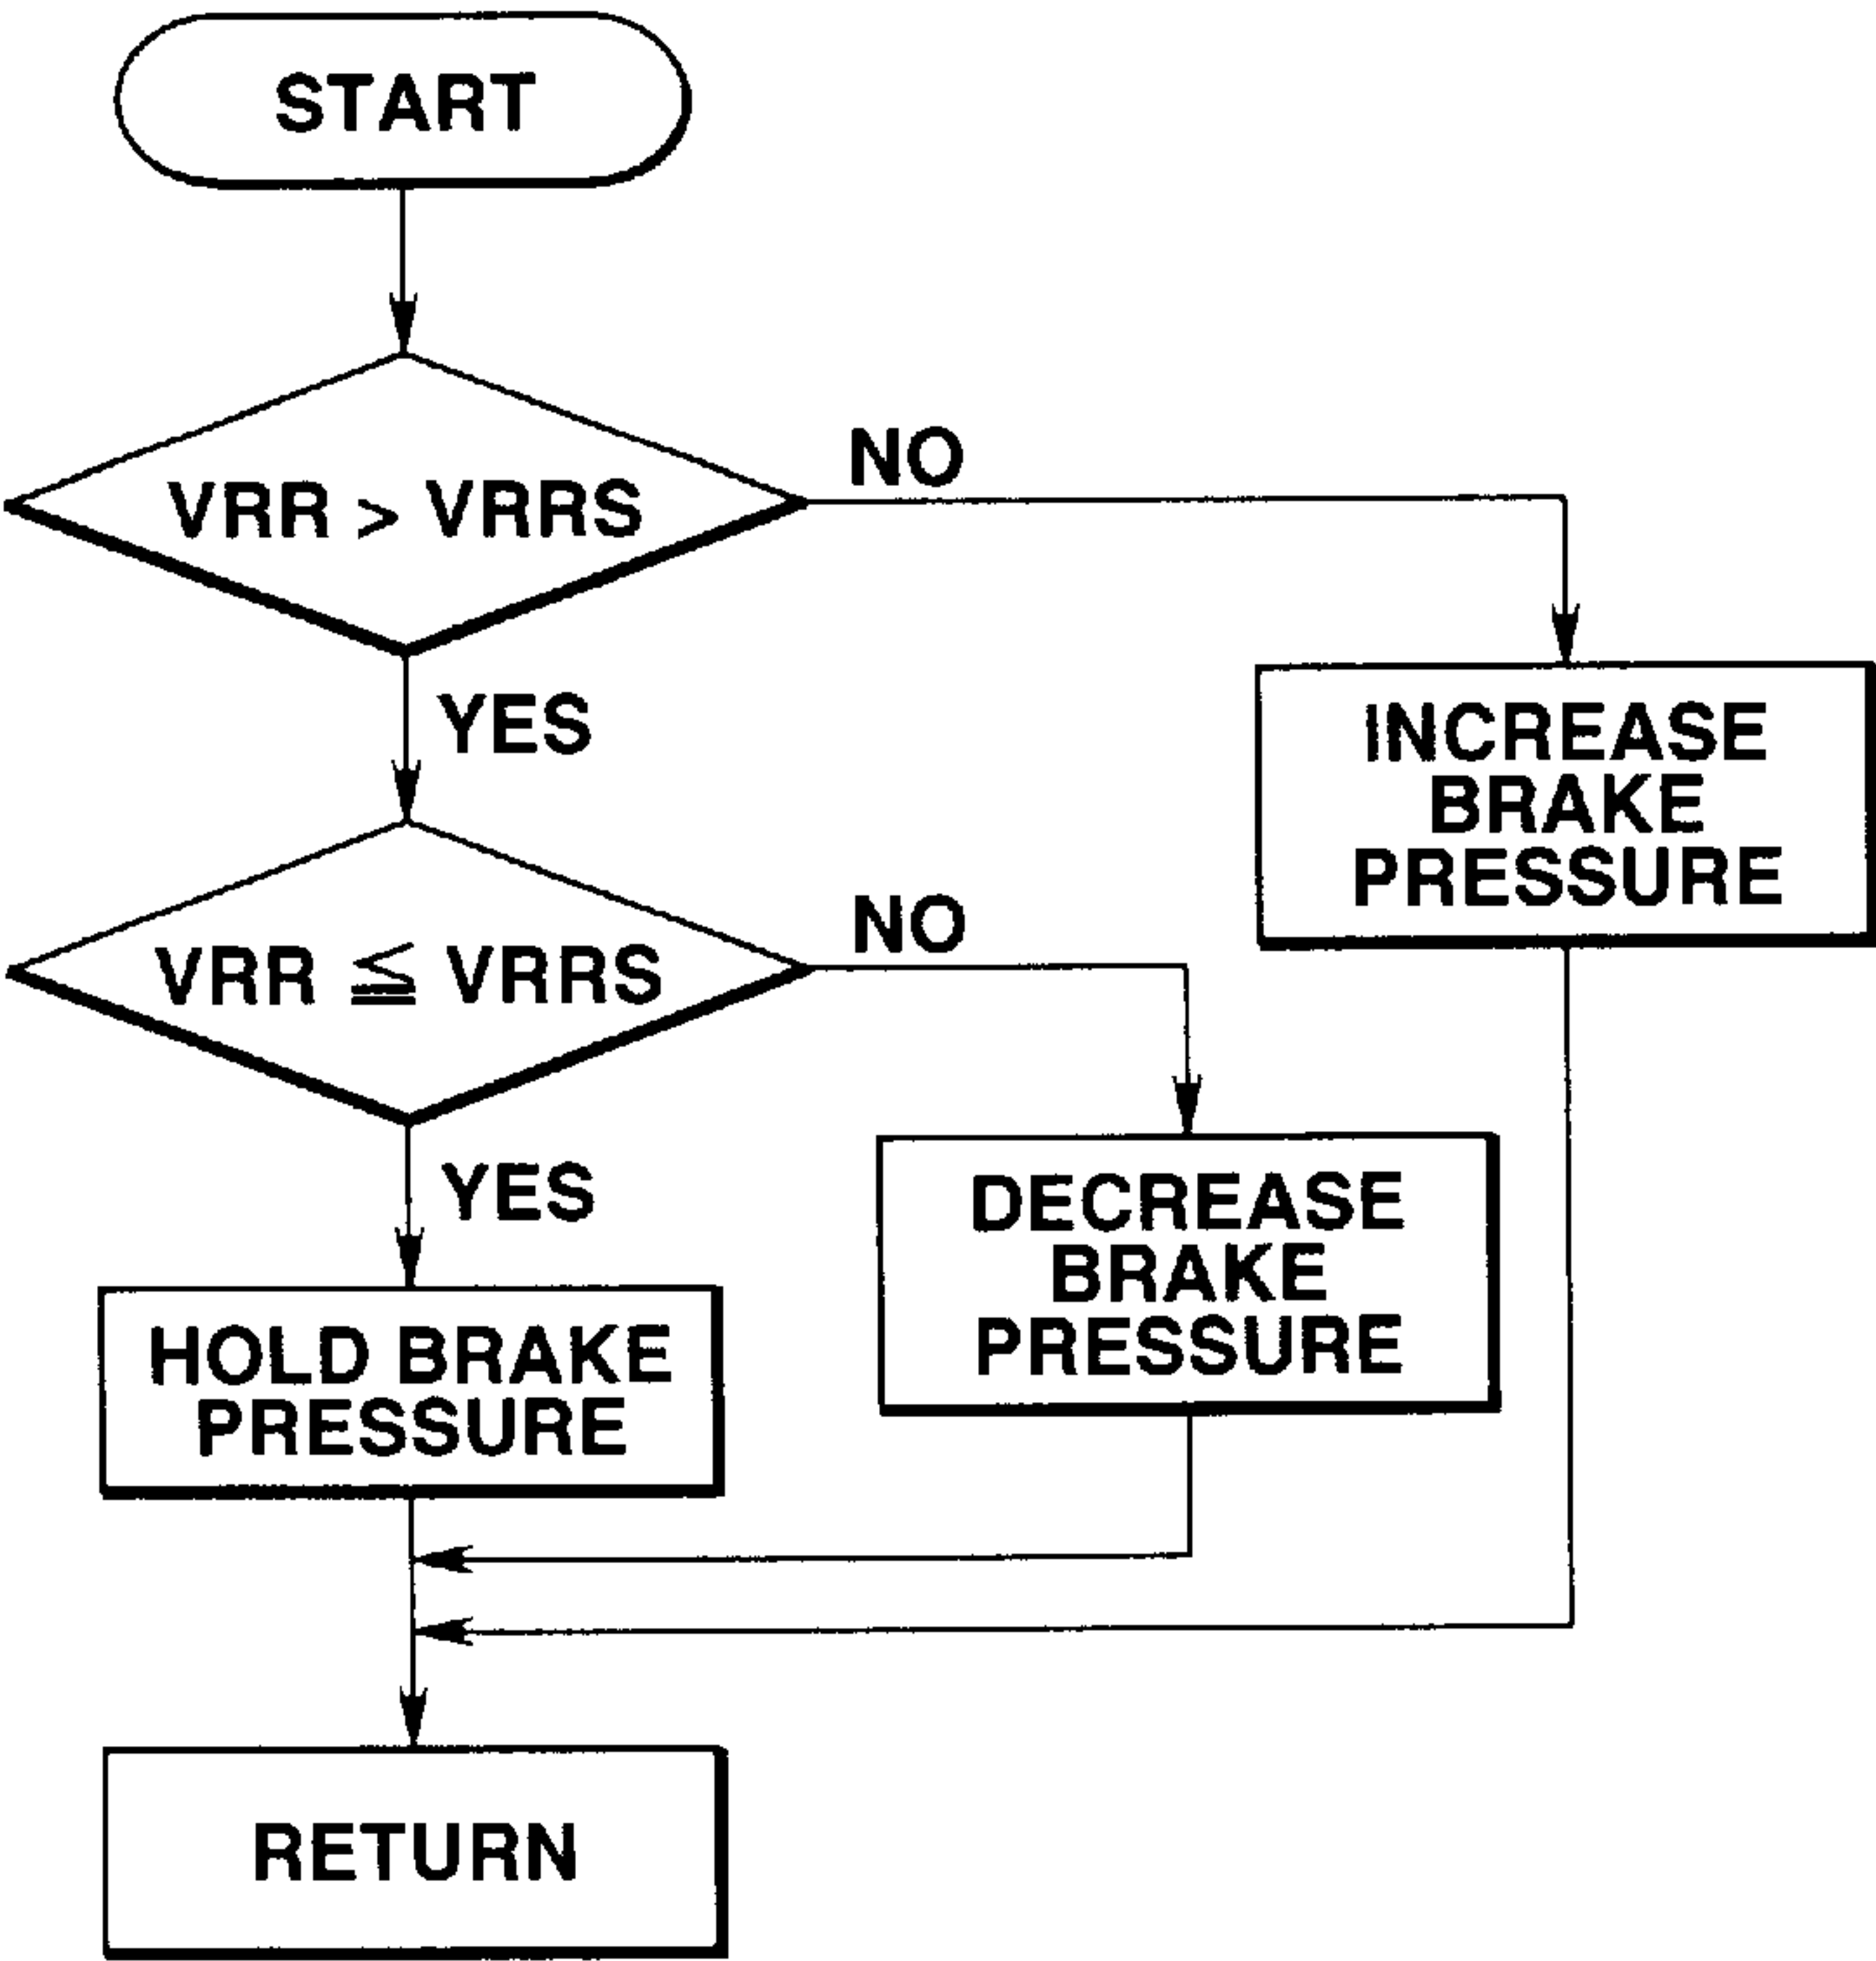 START
VRR > VRRS
NO
YES
INCREASE
BRAKE
PRESSURE
VRR ≦ VRRS
NO
YES
DECREASE
BRAKE
PRESSURE
HOLD BRAKE
PRESSURE
RETURN